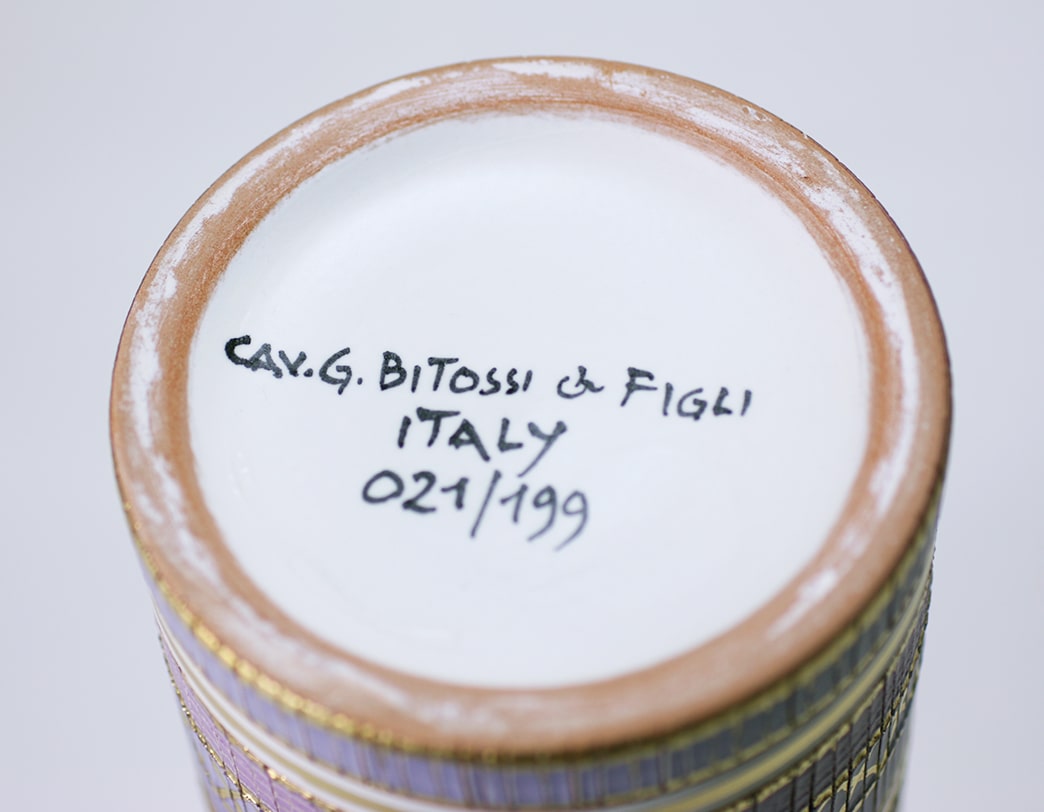 CAV. G. BITOSSI & FIGLI
ITALY
021/199